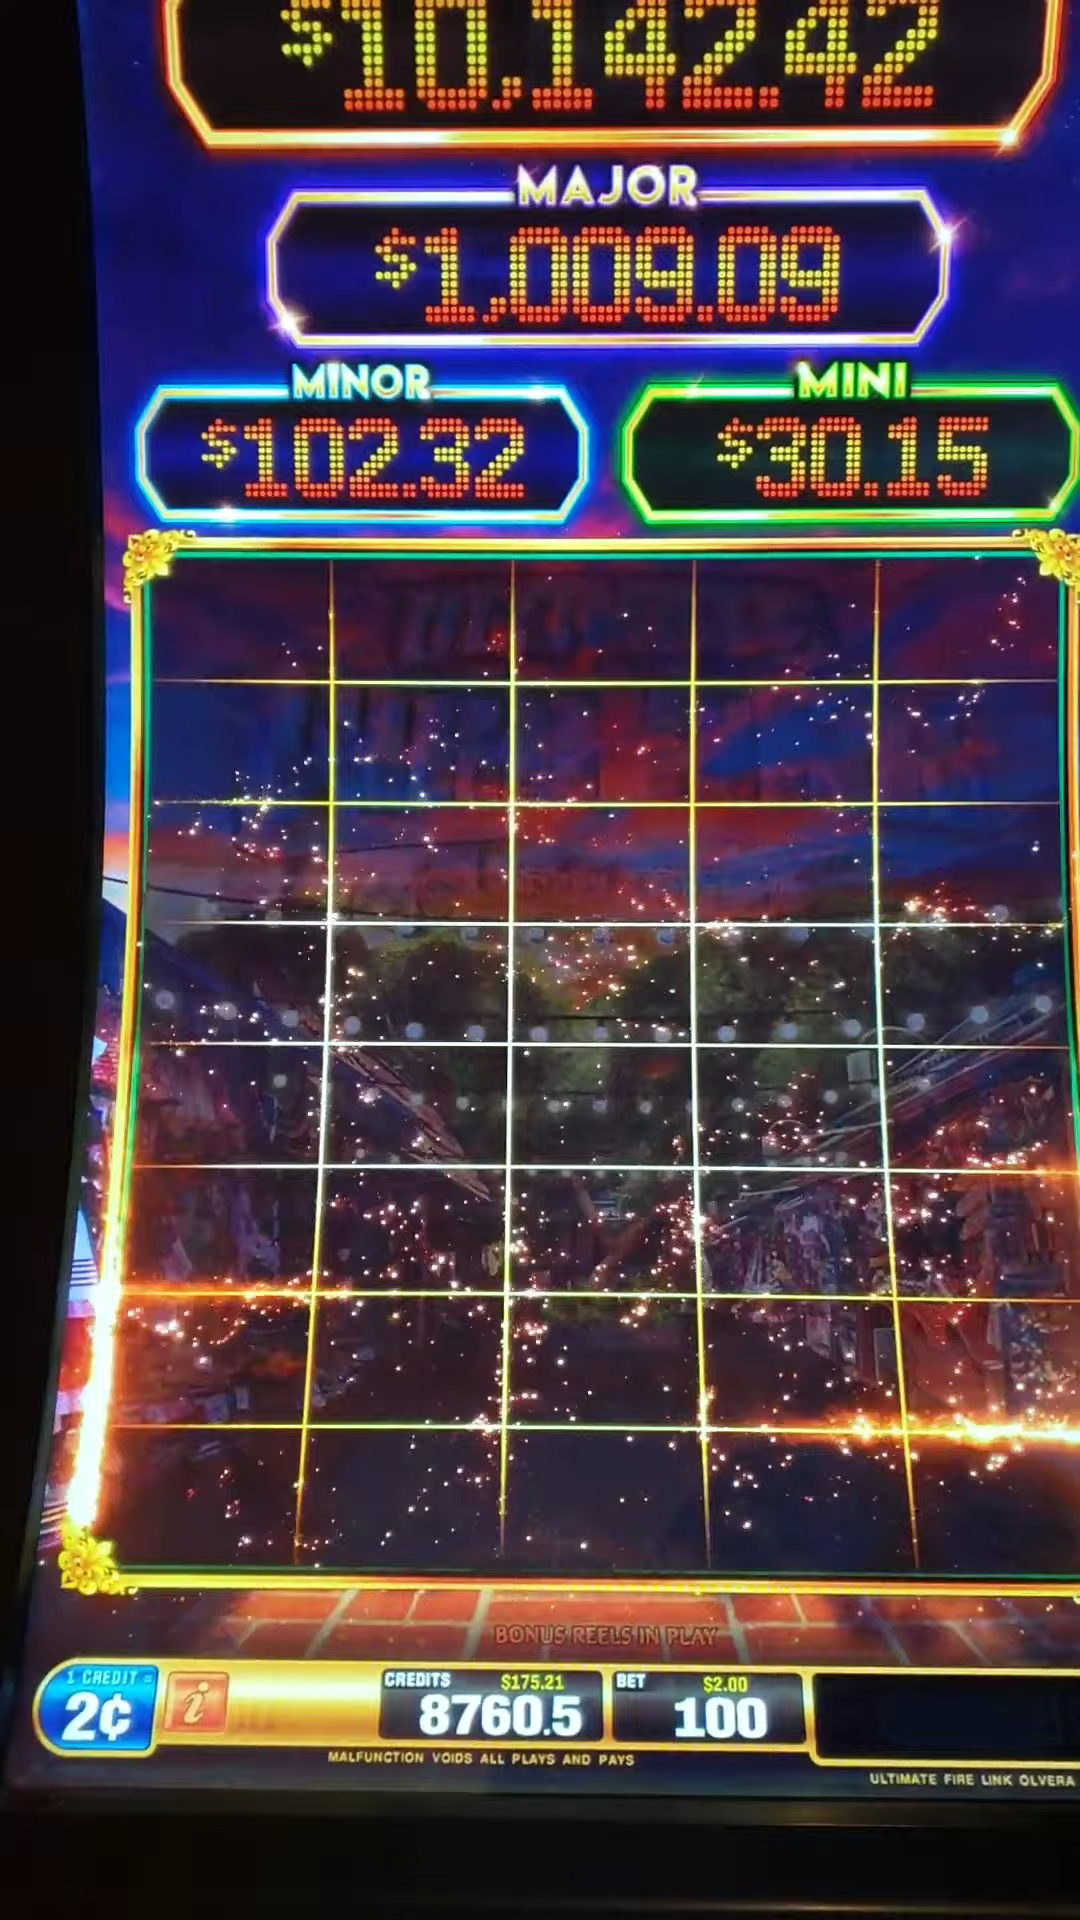 $10,142.42
MAJOR
$1,009.09
MINOR
$102.32
MINI
$30.15
BONUS REELS IN PLAY
1 CREDIT =
2¢
i
CREDITS $175.21
8760.5
BET $2.00
100
MALFUNCTION VOIDS ALL PLAYS AND PAYS
ULTIMATE FIRE LINK OLVERA